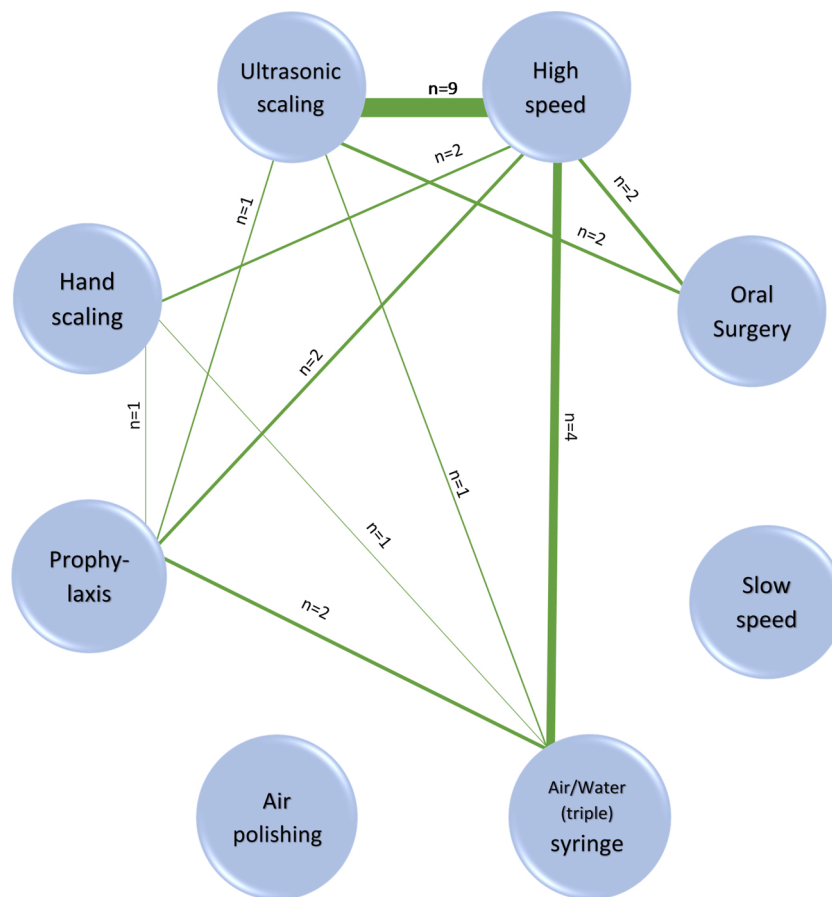 Ultrasonic
scaling
n=9
High
speed
n=2
n=2
n=1
n=2
Hand
scaling
Oral
Surgery
n=2
n=4
n=1
n=1
n=1
Prophy-
laxis
Slow
speed
n=2
Air
polishing
Air/Water
(triple)
syringe